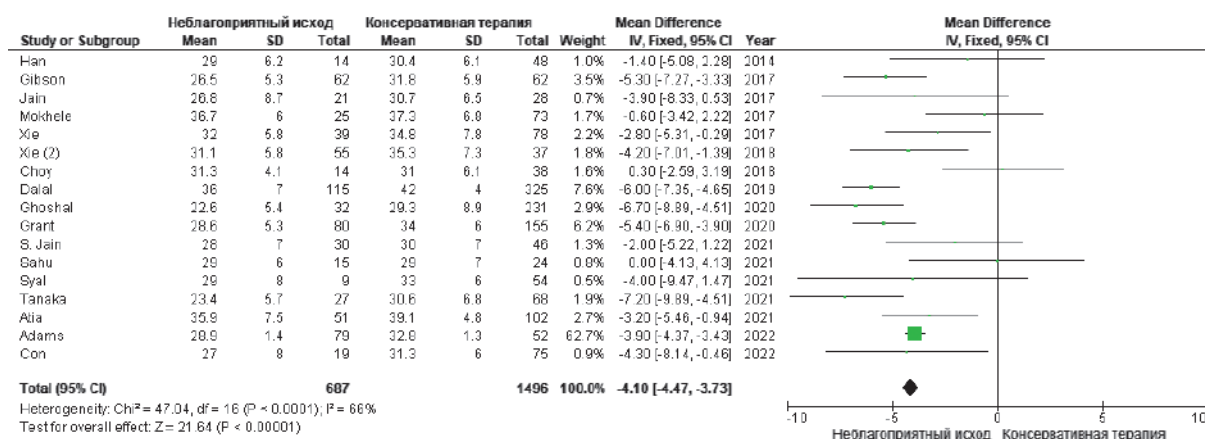 Неблагоприятный исход Консервативная терапия Mean Difference Mean Difference
Study or Subgroup Mean SD Total Mean SD Total Weight IV, Fixed, 95% CI Year IV, Fixed, 95% CI
Han 29 6.2 14 30.4 6.1 48 1.0% -1.40 [-5.08, 2.28] 2014
Gibson 26.5 5.3 62 31.8 5.9 62 3.5% -5.30 [-7.27, -3.33] 2017
Jain 26.8 8.7 21 30.7 6.5 28 0.7% -3.90 [-8.33, 0.53] 2017
Mokhele 36.7 6 25 37.3 6.8 73 1.7% -0.60 [-3.42, 2.22] 2017
Xie 32 5.8 39 34.8 7.8 78 2.2% -2.80 [-5.31, -0.29] 2017
Xie (2) 31.1 5.8 55 35.3 7.3 37 1.8% -4.20 [-7.01, -1.39] 2018
Choy 31.3 4.1 14 31 6.1 38 1.6% 0.30 [-2.59, 3.19] 2018
Dalal 36 7 115 42 4 325 7.6% -6.00 [-7.35, -4.65] 2019
Ghoshal 22.6 5.4 32 29.3 8.9 231 2.9% -6.70 [-8.89, -4.51] 2020
Grant 28.6 5.3 80 34 6 155 6.2% -5.40 [-6.90, -3.90] 2020
S. Jain 28 7 30 30 7 46 1.3% -2.00 [-5.22, 1.22] 2021
Sahu 29 6 15 29 7 24 0.8% 0.00 [-4.13, 4.13] 2021
Syal 29 8 9 33 6 54 0.5% -4.00 [-9.47, 1.47] 2021
Tanaka 23.4 5.7 27 30.6 6.8 68 1.9% -7.20 [-9.89, -4.51] 2021
Atia 35.9 7.5 51 39.1 4.8 102 2.7% -3.20 [-5.46, -0.94] 2021
Adams 28.9 1.4 79 32.8 1.3 52 62.7% -3.90 [-4.37, -3.43] 2022
Con 27 8 19 31.3 6 75 0.9% -4.30 [-8.14, -0.46] 2022
Total (95% CI) 687 1496 100.0% -4.10 [-4.47, -3.73]
Heterogeneity: Chi² = 47.04, df = 16 (P < 0.0001); I² = 66%
Test for overall effect: Z = 21.64 (P < 0.00001)
-10 -5 0 5 10
Неблагоприятный исход Консервативная терапия